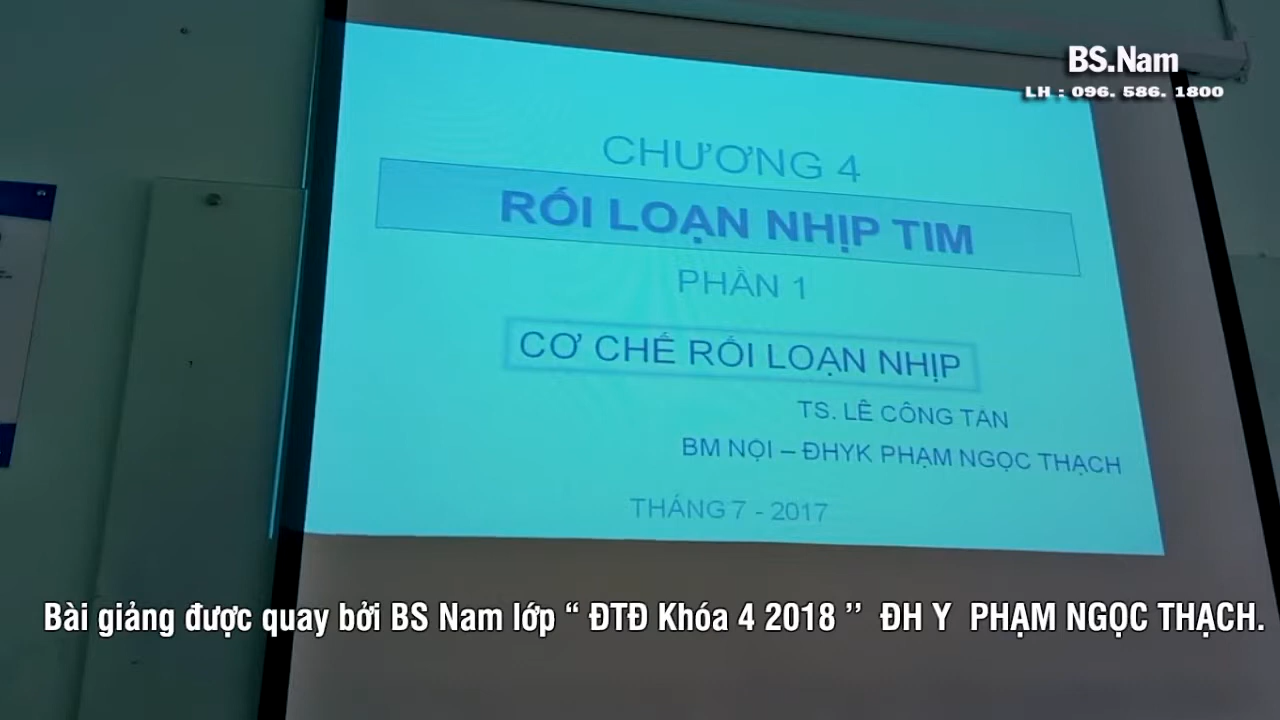 BS.Nam
LH : 096. 586. 1800
CHƯƠNG 4
RỐI LOẠN NHỊP TIM
PHẦN 1
CƠ CHẾ RỐI LOẠN NHỊP
TS. LÊ CÔNG TẤN
BM NỘI – ĐHYK PHẠM NGỌC THẠCH
THÁNG 7 - 2017
Bài giảng được quay bởi BS Nam lớp “ ĐTĐ Khóa 4 2018 ’’ ĐH Y PHẠM NGỌC THẠCH.